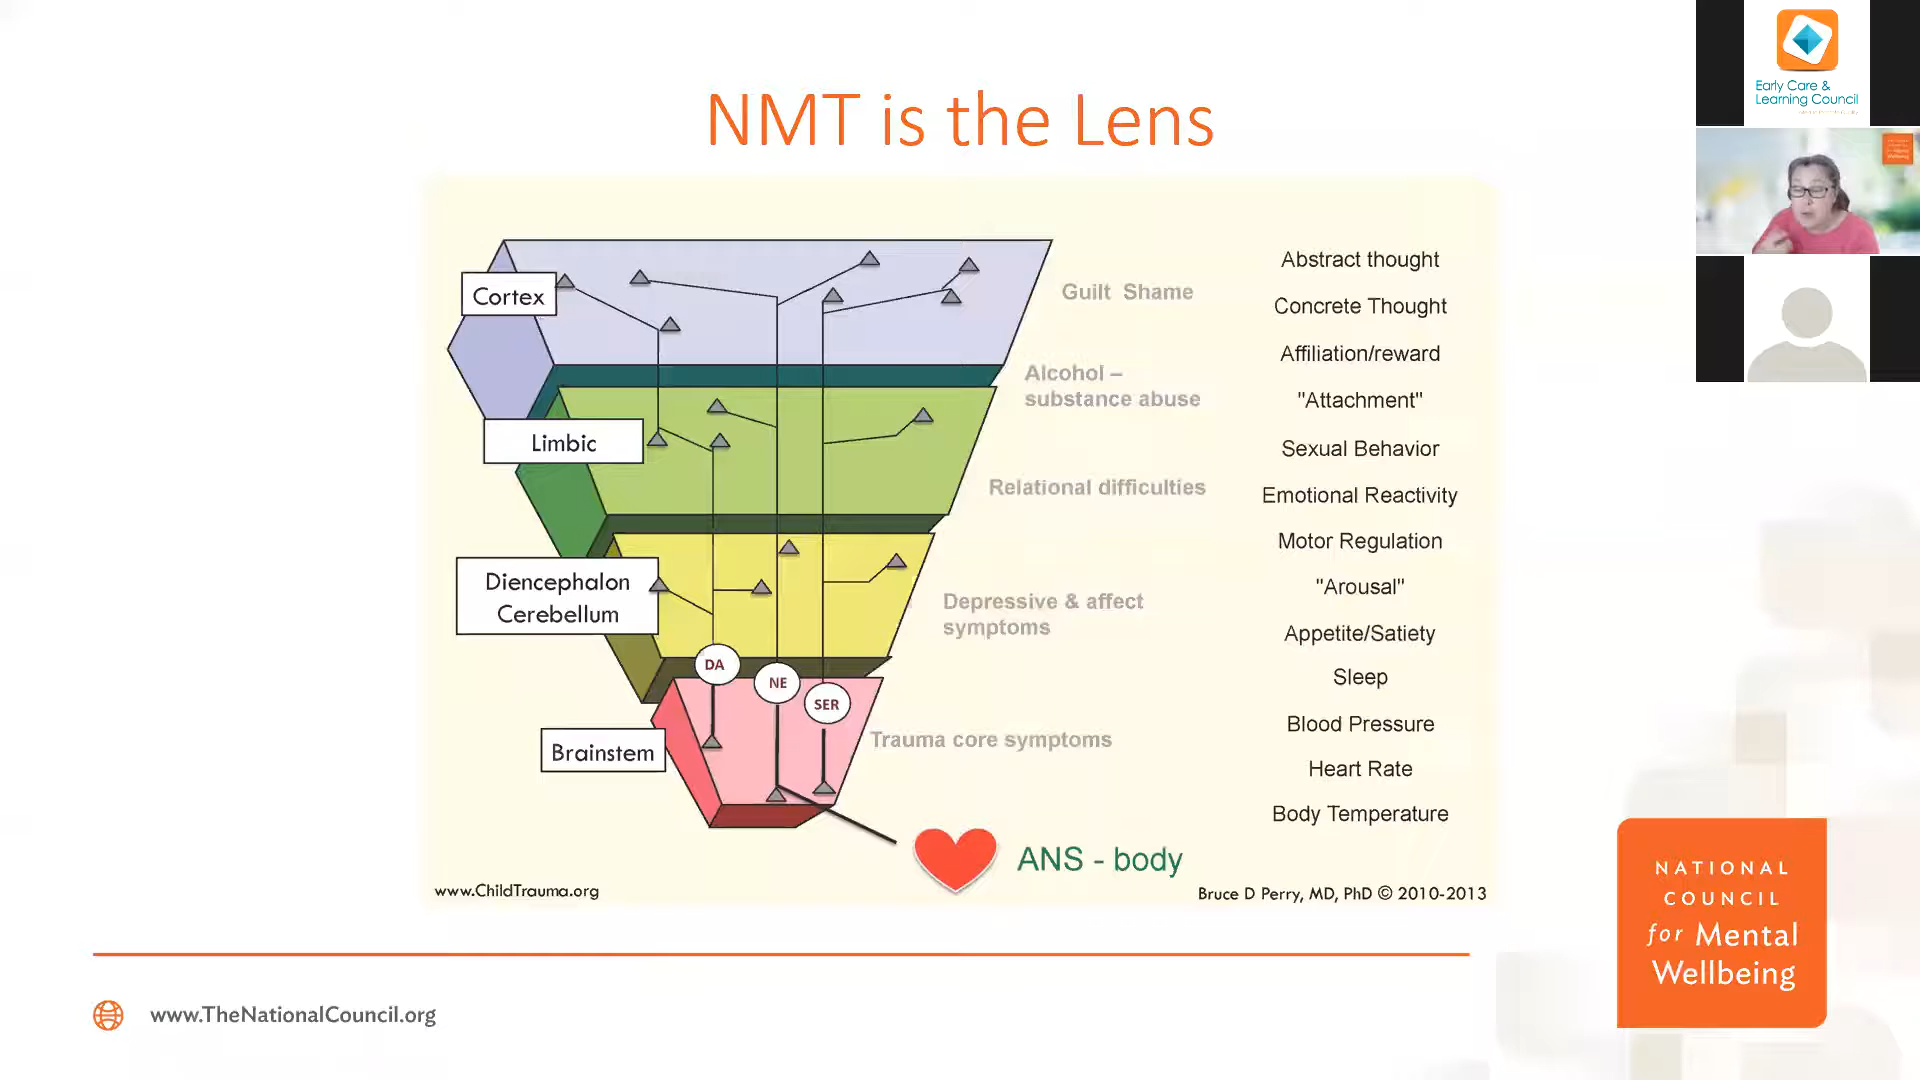 NMT is the Lens
Cortex
Limbic
Diencephalon
Cerebellum
Brainstem
DA
NE
SER
Guilt Shame
Alcohol –
substance abuse
Relational difficulties
Depressive & affect
symptoms
Trauma core symptoms
Abstract thought
Concrete Thought
Affiliation/reward
"Attachment"
Sexual Behavior
Emotional Reactivity
Motor Regulation
"Arousal"
Appetite/Satiety
Sleep
Blood Pressure
Heart Rate
Body Temperature
ANS - body
www.ChildTrauma.org
Bruce D Perry, MD, PhD © 2010-2013
www.TheNationalCouncil.org
NATIONAL
COUNCIL
for Mental
Wellbeing
Early Care &
Learning Council